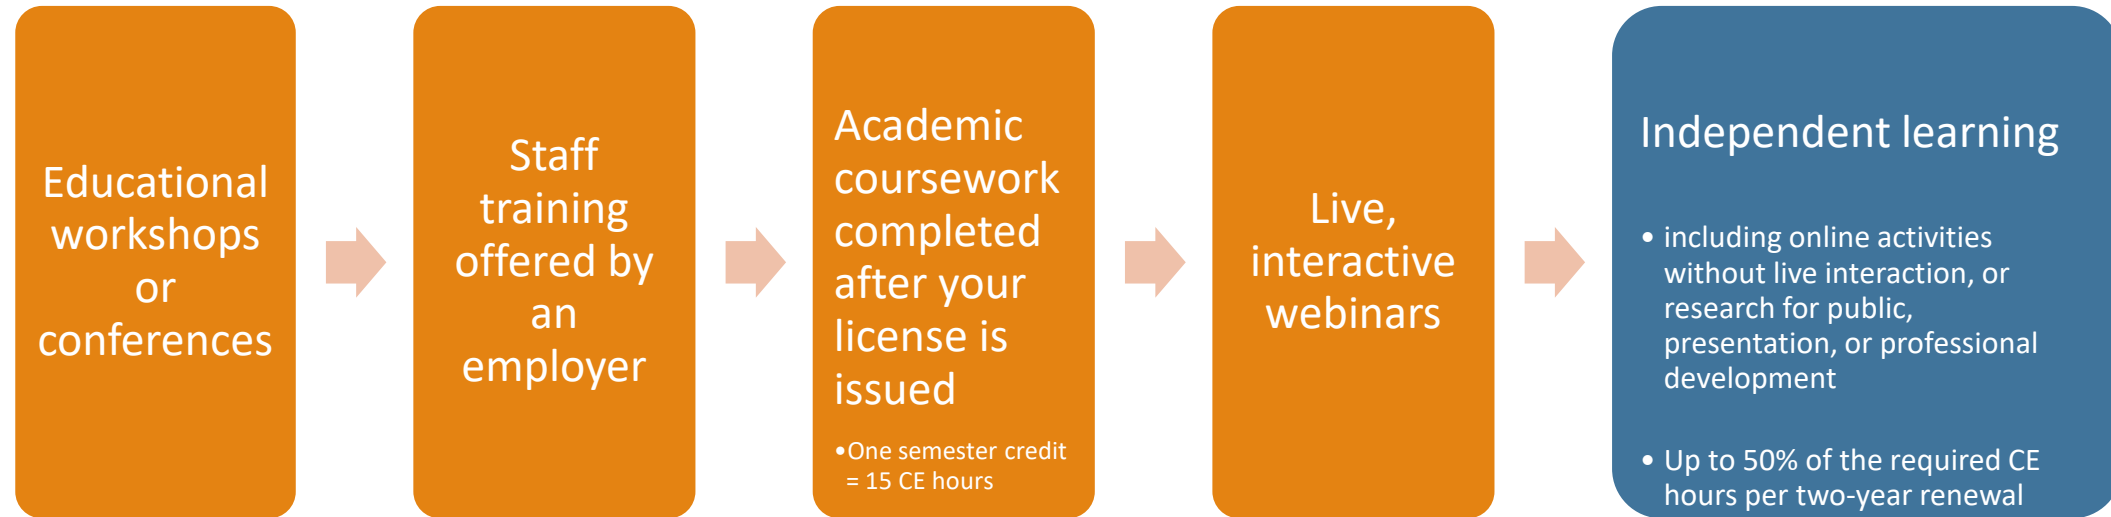 Educational
workshops
or
conferences
Staff
training
offered by
an
employer
Academic
coursework
completed
after your
license is
issued
•One semester credit
= 15 CE hours
Live,
interactive
webinars
Independent learning
• including online activities
without live interaction, or
research for public,
presentation, or professional
development
• Up to 50% of the required CE
hours per two-year renewal